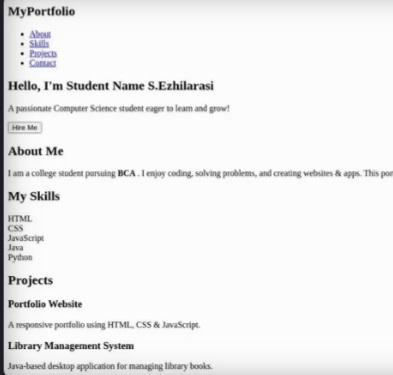 MyPortfolio
About
Skills
Projects
Contact
Hello, I'm Student Name S.Ezhilarasi
A passionate Computer Science student eager to learn and grow!
Hire Me
About Me
I am a college student pursuing BCA . I enjoy coding, solving problems, and creating websites & apps. This por
My Skills
HTML
CSS
JavaScript
Java
Python
Projects
Portfolio Website
A responsive portfolio using HTML, CSS & JavaScript.
Library Management System
Java-based desktop application for managing library books.